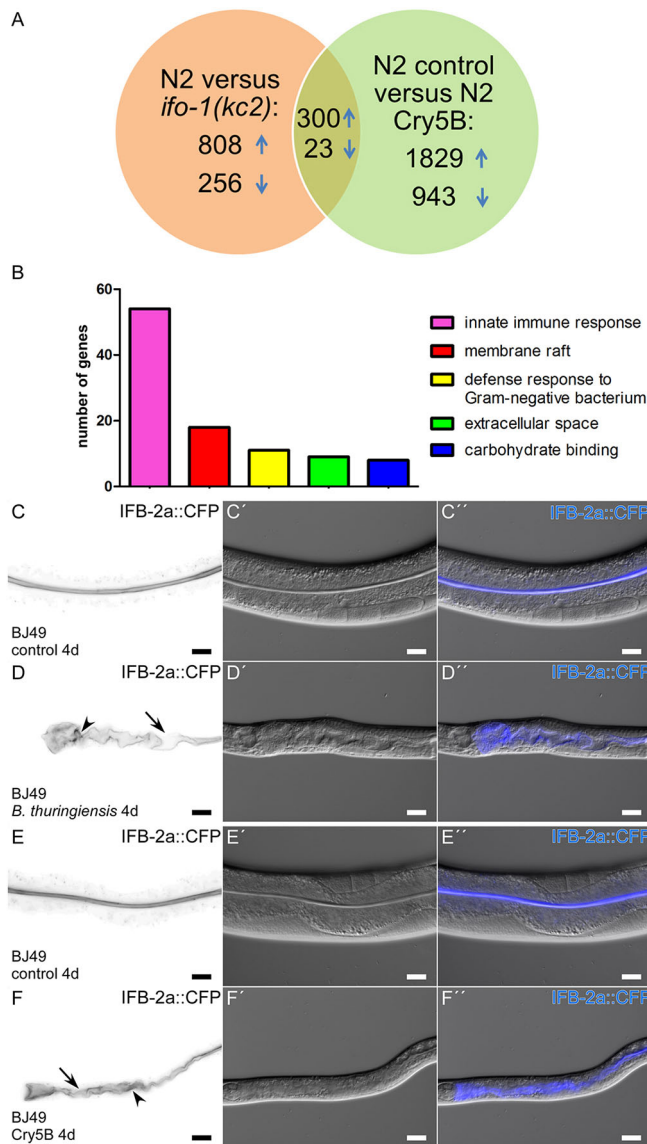 A
N2 versus
ifo-1(kc2):
808 ↑
256 ↓
300 ↑
23 ↓
N2 control
versus N2
Cry5B:
1829 ↑
943 ↓
B
number of genes
60
40
20
0
innate immune response
membrane raft
defense response to
Gram-negative bacterium
extracellular space
carbohydrate binding
C
IFB-2a::CFP
BJ49
control 4d
C´
C´´
IFB-2a::CFP
D
IFB-2a::CFP
BJ49
B. thuringiensis 4d
D´
D´´
IFB-2a::CFP
E
IFB-2a::CFP
BJ49
control 4d
E´
E´´
IFB-2a::CFP
F
IFB-2a::CFP
BJ49
Cry5B 4d
F´
F´´
IFB-2a::CFP